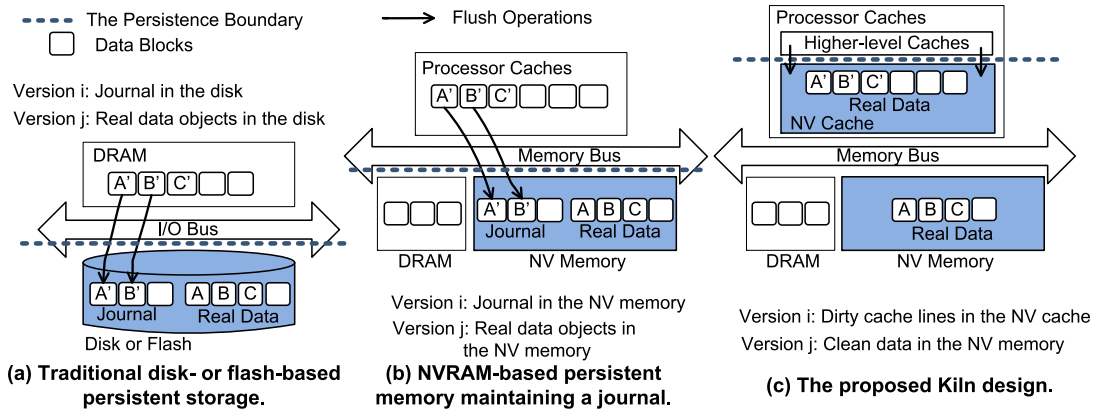 The Persistence Boundary
Data Blocks
Flush Operations
Version i: Journal in the disk
Version j: Real data objects in the disk
DRAM
A' B' C'
I/O Bus
A' B' A B C
Journal Real Data
Disk or Flash
(a) Traditional disk- or flash-based
persistent storage.
Processor Caches
A' B' C'
Memory Bus
A' B' A B C
Journal Real Data
DRAM NV Memory
Version i: Journal in the NV memory
Version j: Real data objects in
the NV memory
(b) NVRAM-based persistent
memory maintaining a journal.
Processor Caches
Higher-level Caches
A' B' C'
Real Data
NV Cache
Memory Bus
A B C
Real Data
DRAM NV Memory
Version i: Dirty cache lines in the NV cache
Version j: Clean data in the NV memory
(c) The proposed Kiln design.